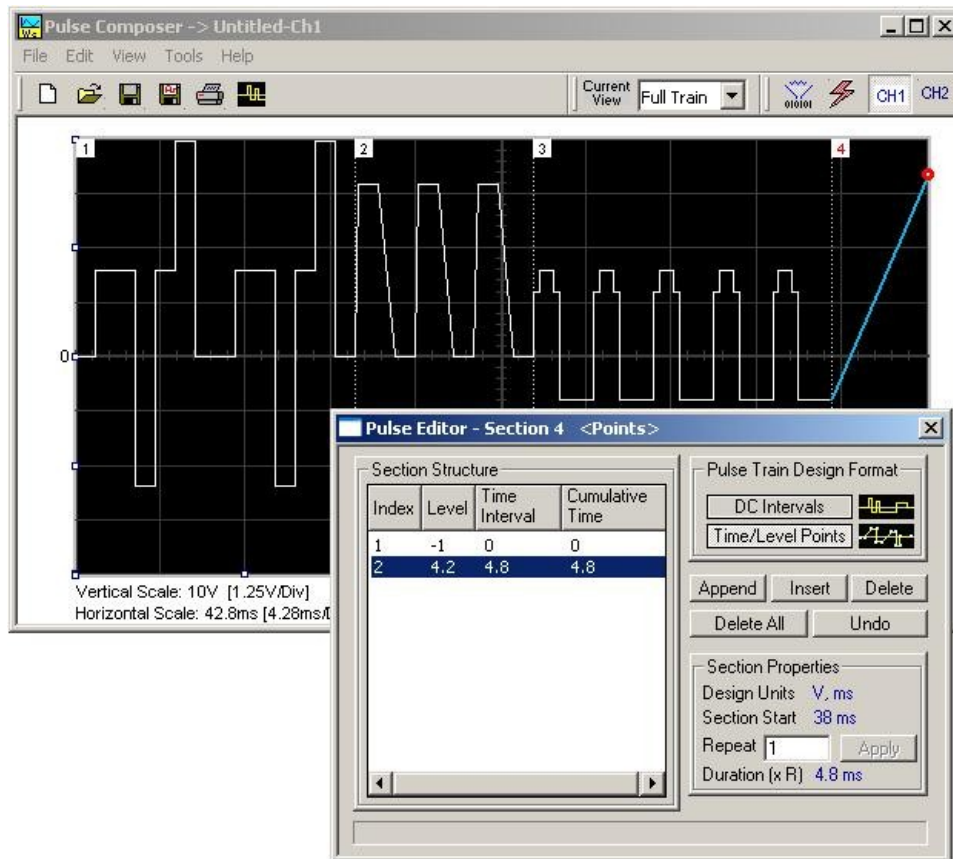 Pulse Composer -> Untitled-Ch1
File Edit View Tools Help
Current View Full Train
010101
CH1 CH2
1 2 3 4
0
Vertical Scale: 10V [1.25V/Div]
Horizontal Scale: 42.8ms [4.28ms/
Pulse Editor - Section 4 <Points>
Section Structure
Index Level Time Interval Cumulative Time
1 -1 0 0
2 4.2 4.8 4.8
Pulse Train Design Format
DC Intervals
Time/Level Points
Append Insert Delete
Delete All Undo
Section Properties
Design Units V, ms
Section Start 38 ms
Repeat 1 Apply
Duration (x R) 4.8 ms